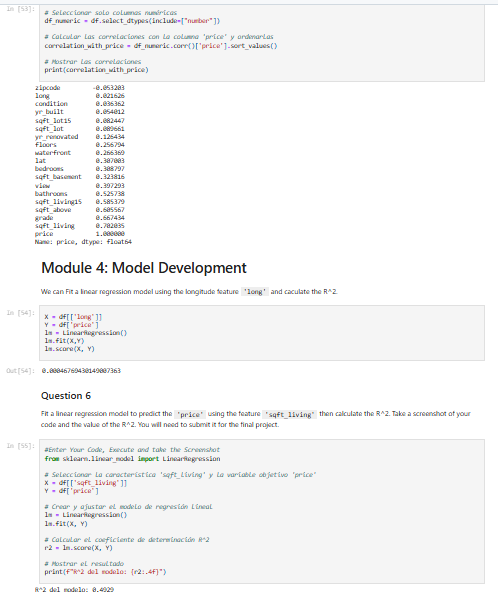 In [53]:
# Seleccionar solo columnas numéricas
df_numeric = df.select_dtypes(include=["number"])
# Calcular las correlaciones con la columna 'price' y ordenarlas
correlation_with_price = df_numeric.corr()['price'].sort_values()
# Mostrar las correlaciones
print(correlation_with_price)
zipcode -0.053203
long 0.021626
condition 0.036362
yr_built 0.054012
sqft_lot15 0.082447
sqft_lot 0.089661
yr_renovated 0.126434
floors 0.256794
waterfront 0.266369
lat 0.307003
bedrooms 0.308797
sqft_basement 0.323816
view 0.397293
bathrooms 0.525738
sqft_living15 0.585379
sqft_above 0.605567
grade 0.667434
sqft_living 0.702035
price 1.000000
Name: price, dtype: float64
Module 4: Model Development
We can Fit a linear regression model using the longitude feature 'long' and caculate the R^2.
In [54]:
X = df[['long']]
Y = df['price']
lm = LinearRegression()
lm.fit(X,Y)
lm.score(X, Y)
Out[54]: 0.00046769430149007363
Question 6
Fit a linear regression model to predict the 'price' using the feature 'sqft_living' then calculate the R^2. Take a screenshot of your
code and the value of the R^2. You will need to submit it for the final project.
In [55]:
#Enter Your Code, Execute and take the Screenshot
from sklearn.linear_model import LinearRegression
# Seleccionar la característica 'sqft_living' y la variable objetivo 'price'
X = df[['sqft_living']]
Y = df['price']
# Crear y ajustar el modelo de regresión lineal
lm = LinearRegression()
lm.fit(X, Y)
# Calcular el coeficiente de determinación R^2
r2 = lm.score(X, Y)
# Mostrar el resultado
print(f"R^2 del modelo: {r2:.4f}")
R^2 del modelo: 0.4929